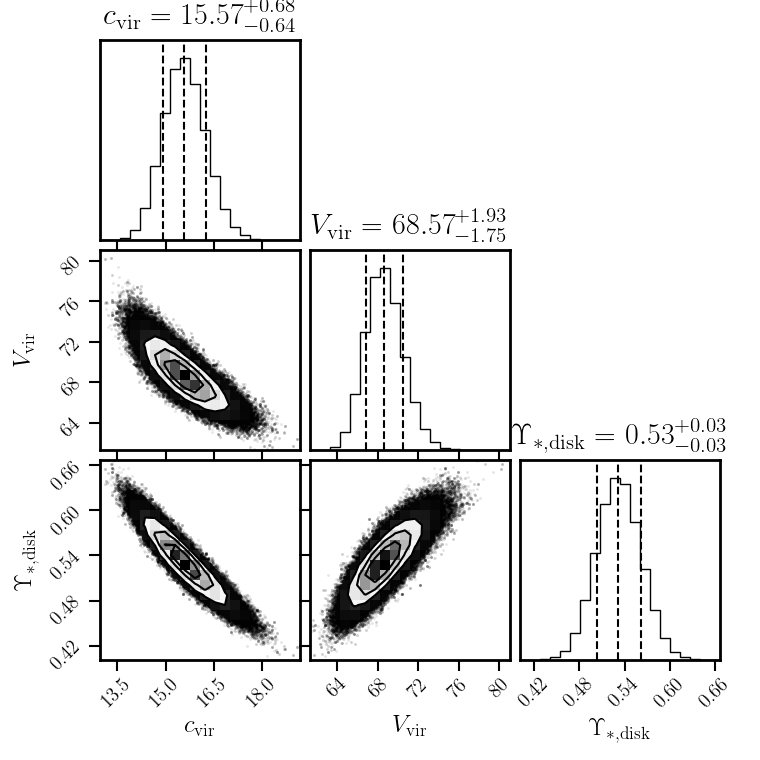 c_vir = 15.57^{+0.68}_{-0.64}
V_vir = 68.57^{+1.93}_{-1.75}
80
76
72
68
64
V_vir
ϒ_{*,disk} = 0.53^{+0.03}_{-0.03}
0.66
0.60
0.54
0.48
0.42
ϒ_{*,disk}
13.5 15.0 16.5 18.0
64 68 72 76 80
0.42 0.48 0.54 0.60 0.66
c_vir
V_vir
ϒ_{*,disk}